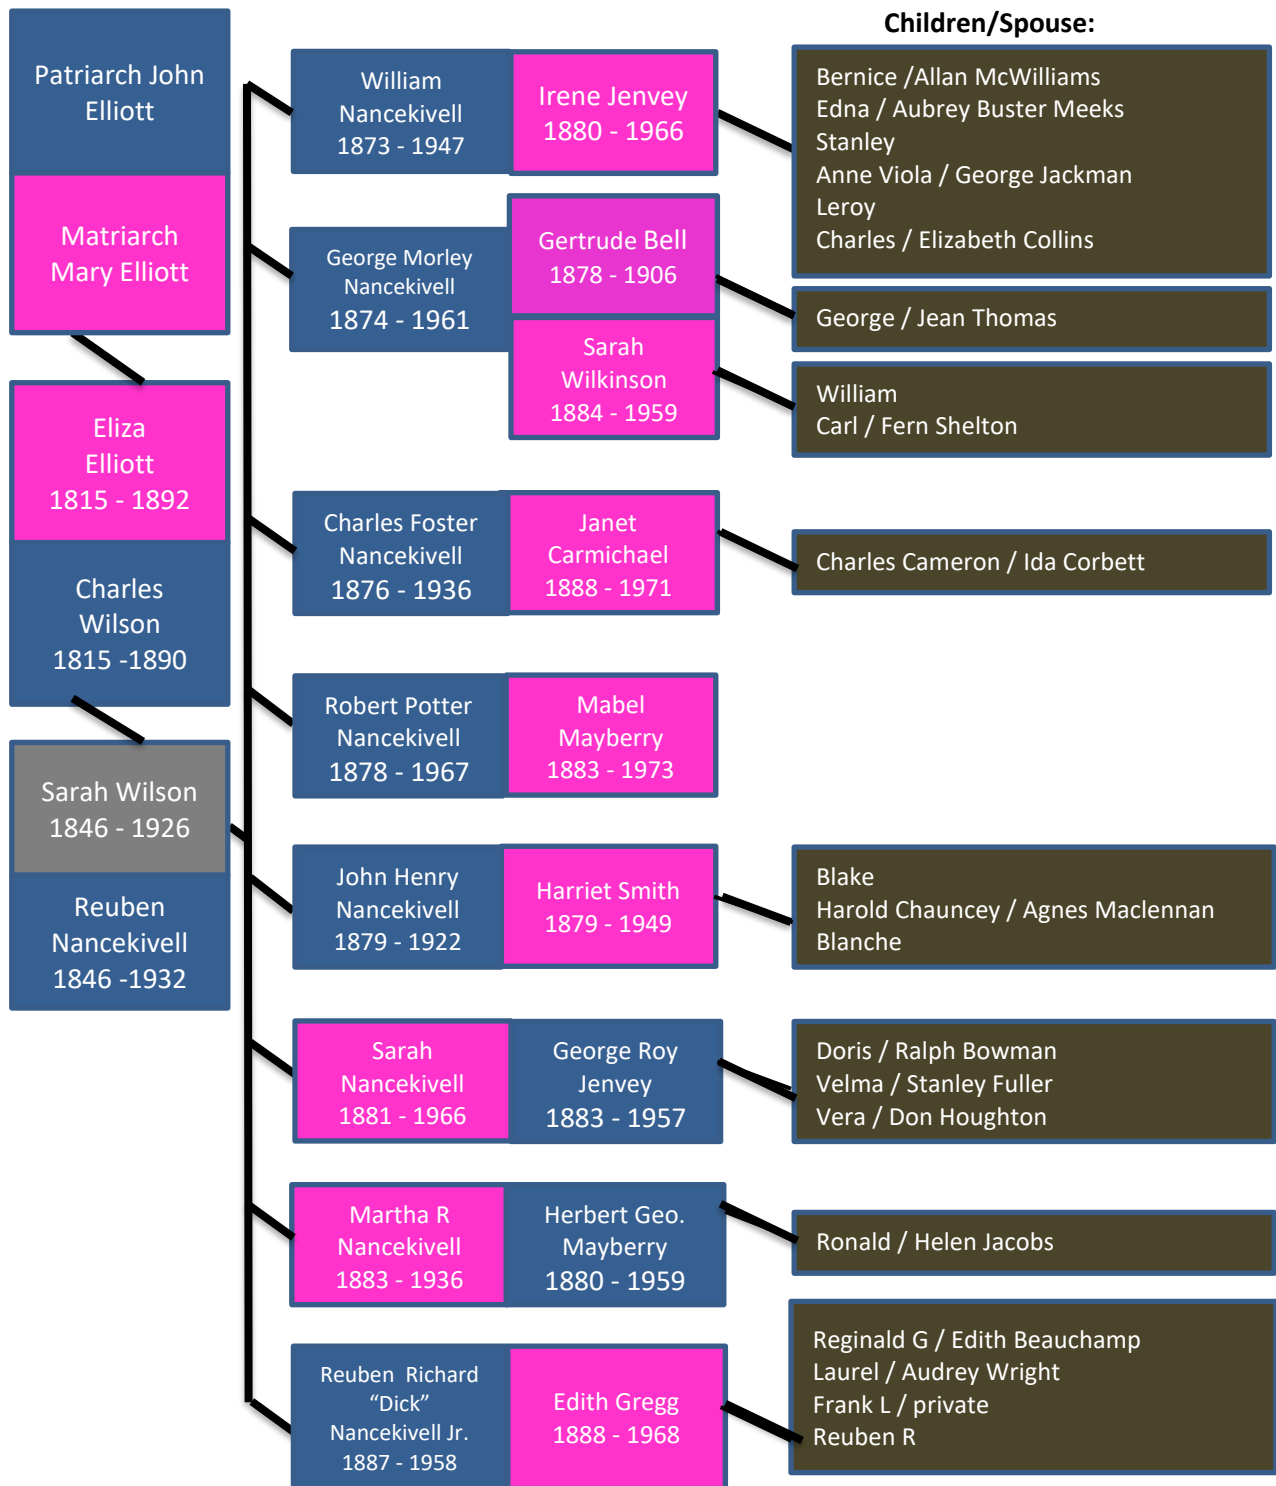 Children/Spouse:
Patriarch John
Elliott
Matriarch
Mary Elliott
Eliza
Elliott
1815 - 1892
Charles
Wilson
1815 -1890
Sarah Wilson
1846 - 1926
Reuben
Nancekivell
1846 -1932
William
Nancekivell
1873 - 1947
Irene Jenvey
1880 - 1966
Bernice /Allan McWilliams
Edna / Aubrey Buster Meeks
Stanley
Anne Viola / George Jackman
Leroy
Charles / Elizabeth Collins
George Morley
Nancekivell
1874 - 1961
Gertrude Bell
1878 - 1906
George / Jean Thomas
Sarah
Wilkinson
1884 - 1959
William
Carl / Fern Shelton
Charles Foster
Nancekivell
1876 - 1936
Janet
Carmichael
1888 - 1971
Charles Cameron / Ida Corbett
Robert Potter
Nancekivell
1878 - 1967
Mabel
Mayberry
1883 - 1973
John Henry
Nancekivell
1879 - 1922
Harriet Smith
1879 - 1949
Blake
Harold Chauncey / Agnes Maclennan
Blanche
Sarah
Nancekivell
1881 - 1966
George Roy
Jenvey
1883 - 1957
Doris / Ralph Bowman
Velma / Stanley Fuller
Vera / Don Houghton
Martha R
Nancekivell
1883 - 1936
Herbert Geo.
Mayberry
1880 - 1959
Ronald / Helen Jacobs
Reuben  Richard
“Dick”
Nancekivell Jr.
1887 - 1958
Edith Gregg
1888 - 1968
Reginald G / Edith Beauchamp
Laurel / Audrey Wright
Frank L / private
Reuben R